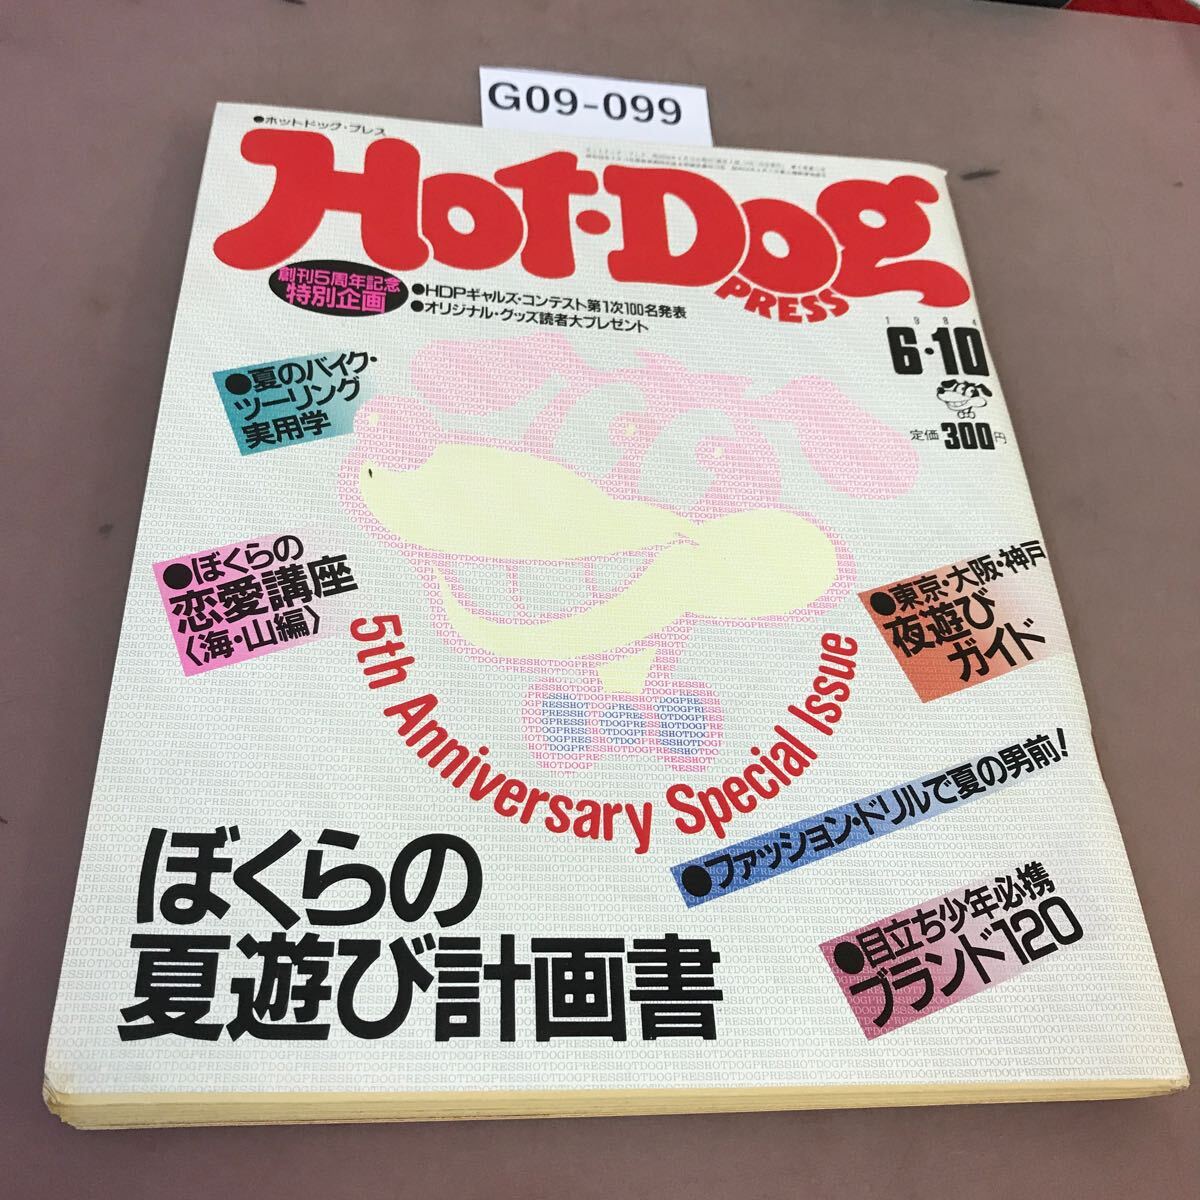 G09-099
●ホットドック・プレス
Hot-Dog
PRESS
創刊5周年記念
特別企画
●HDPギャルズ・コンテスト第1次100名発表
●オリジナル・グッズ読者大プレゼント
1984
6・10
定価300円
●夏のバイク・
ツーリング
実用学
●ぼくらの
恋愛講座
〈海・山編〉
●東京・大阪・神戸
夜遊び
ガイド
5th Anniversary Special Issue
●ファッション・ドリルで夏の男前!
●目立ち少年必携
ブランド120
ぼくらの
夏遊び計画書